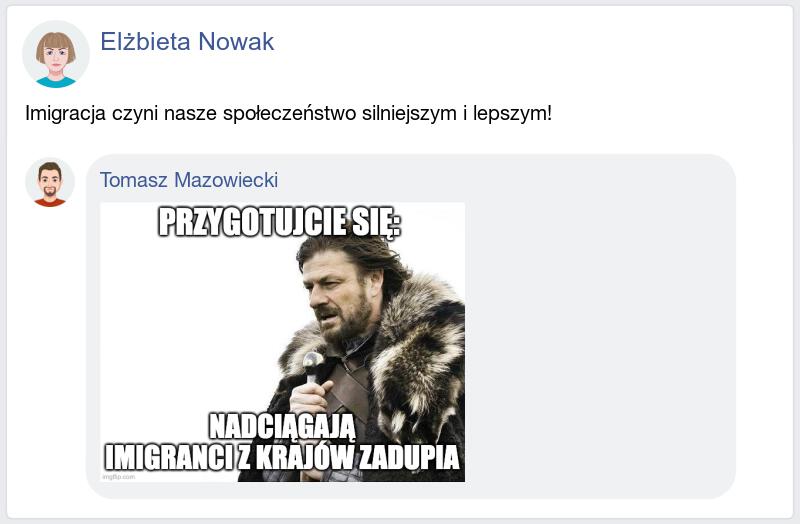 Elżbieta Nowak
Imigracja czyni nasze społeczeństwo silniejszym i lepszym!
Tomasz Mazowiecki
PRZYGOTUJCIE SIĘ:
NADCIĄGAJĄ
IMIGRANCI Z KRAJÓW ZADUPIA
imgflip.com